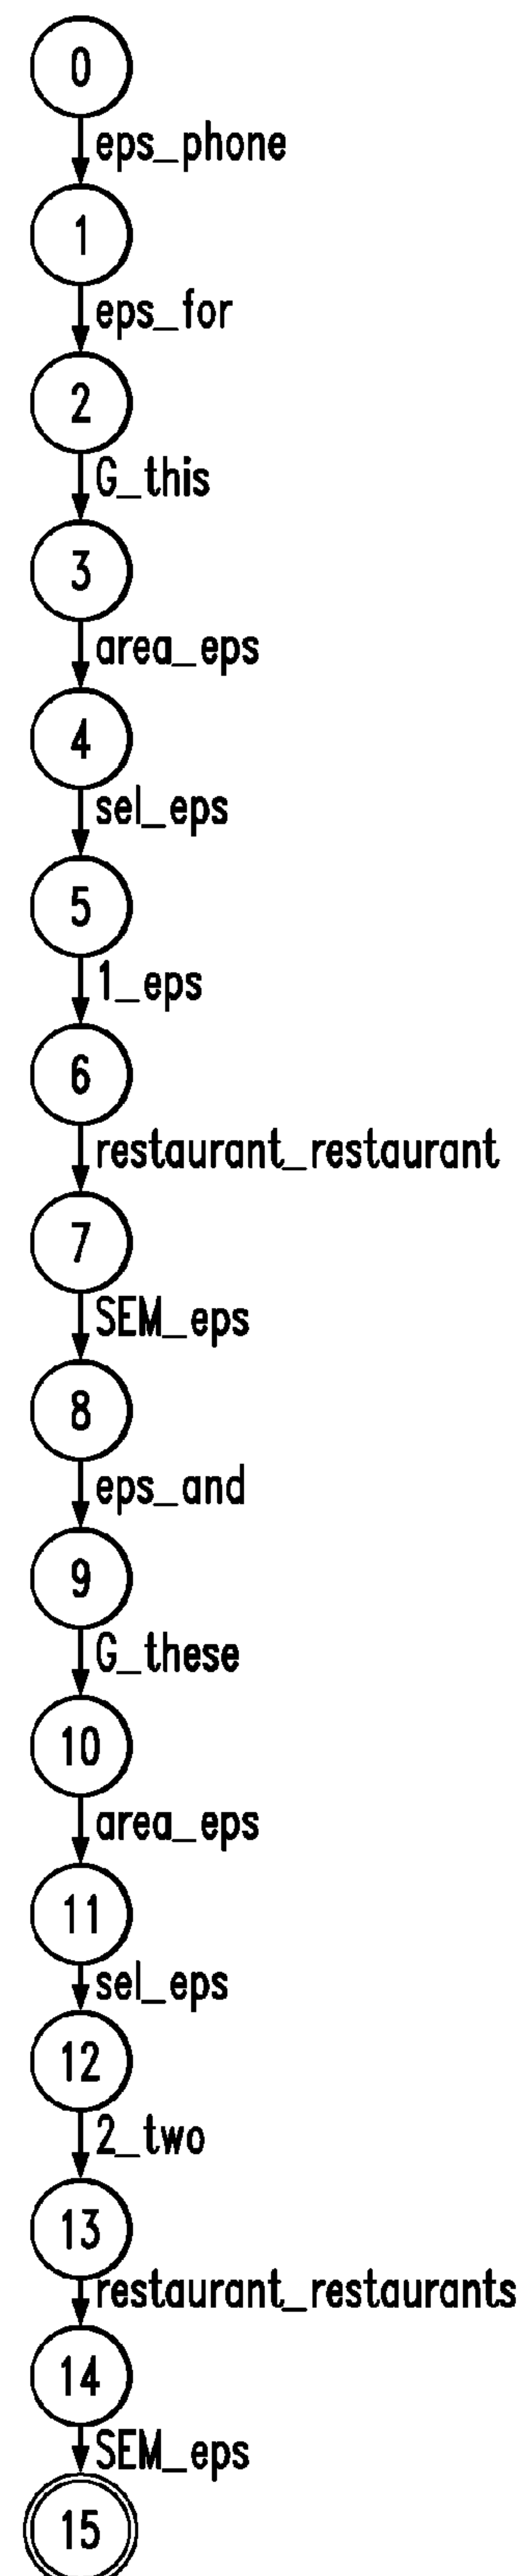 0
eps_phone
1
eps_for
2
G_this
3
area_eps
4
sel_eps
5
1_eps
6
restaurant_restaurant
7
SEM_eps
8
eps_and
9
G_these
10
area_eps
11
sel_eps
12
2_two
13
restaurant_restaurants
14
SEM_eps
15